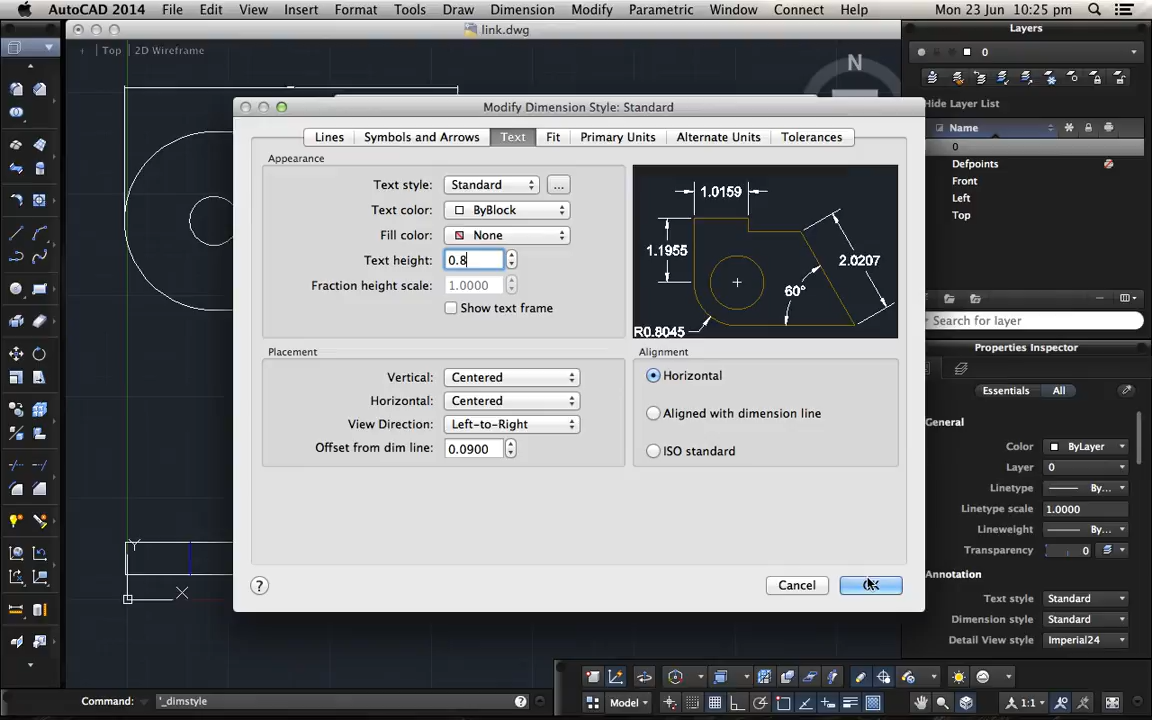 AutoCAD 2014 File Edit View Insert Format Tools Draw Dimension Modify Parametric Window Connect Help Mon 23 Jun 10:25 pm
link.dwg
Layers
Top 2D Wireframe
0
N
Modify Dimension Style: Standard
Hide Layer List
Name
Lines Symbols and Arrows Text Fit Primary Units Alternate Units Tolerances
0
Defpoints
Front
Left
Top
Appearance
Text style: Standard ...
Text color: ByBlock
Fill color: None
Text height: 0.8
Fraction height scale: 1.0000
Show text frame
1.0159
1.1955
2.0207
60°
R0.8045
Search for layer
Properties Inspector
Essentials All
Placement
Vertical: Centered
Horizontal: Centered
View Direction: Left-to-Right
Offset from dim line: 0.0900
Alignment
Horizontal
Aligned with dimension line
ISO standard
General
Color ByLayer
Layer 0
Linetype By...
Linetype scale 1.0000
Lineweight By...
Transparency 0
Annotation
Text style Standard
Dimension style Standard
Detail View style Imperial24
? Cancel
Y
X
Command: '_dimstyle ?
Model
1:1